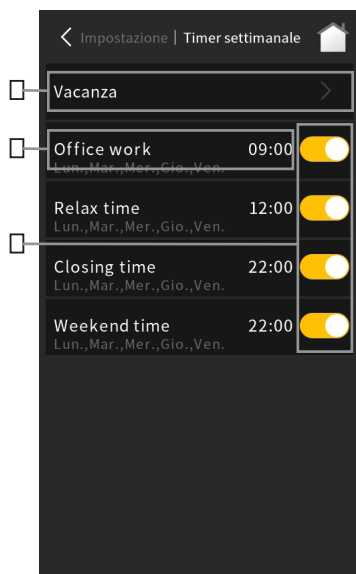 Impostazione | Timer settimanale
Vacanza
Office work 09:00
Lun.,Mar.,Mer.,Gio.,Ven.
Relax time 12:00
Lun.,Mar.,Mer.,Gio.,Ven.
Closing time 22:00
Lun.,Mar.,Mer.,Gio.,Ven.
Weekend time 22:00
Lun.,Mar.,Mer.,Gio.,Ven.